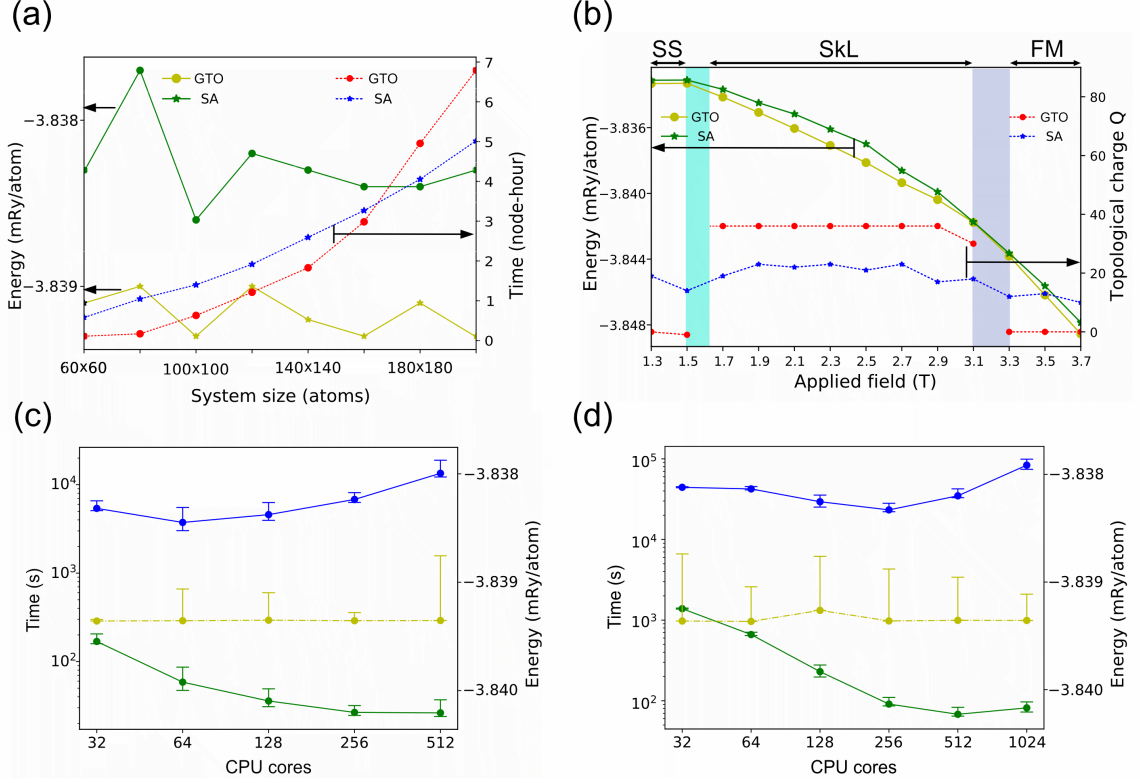 (a)
GTO
SA
GTO
SA
−3.838
−3.839
Energy (mRy/atom)
7
6
5
4
3
2
1
0
Time (node-hour)
60×60
100×100
140×140
180×180
System size (atoms)
(b)
SS
SkL
FM
GTO
SA
GTO
SA
−3.836
−3.840
−3.844
−3.848
Energy (mRy/atom)
80
60
40
20
0
Topological charge Q
1.3 1.5 1.7 1.9 2.1 2.3 2.5 2.7 2.9 3.1 3.3 3.5 3.7
Applied field (T)
(c)
10⁴
10³
10²
Time (s)
−3.838
−3.839
−3.840
Energy (mRy/atom)
32 64 128 256 512
CPU cores
(d)
10⁵
10⁴
10³
10²
Time (s)
−3.838
−3.839
−3.840
Energy (mRy/atom)
32 64 128 256 512 1024
CPU cores